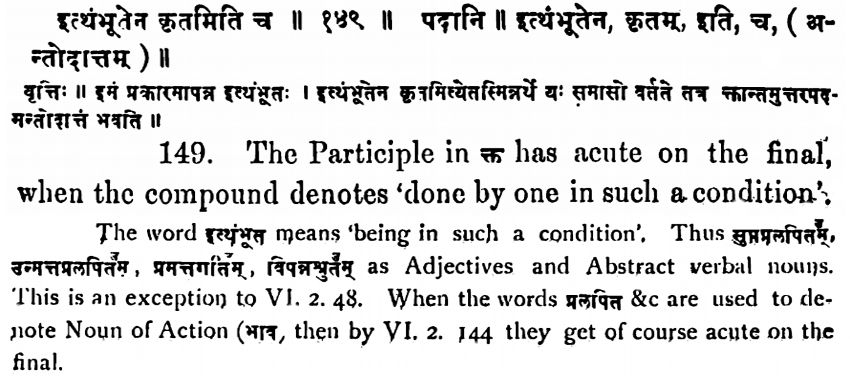 इत्थंभूतेन कृतमिति च ॥ १४९ ॥ पदानि ॥ इत्थंभूतेन, कृतम्, इति, च, ( अ-
न्तोदात्तम् ) ॥
वृत्तिः ॥ इमं प्रकारमापन्न इत्थंभूतः । इत्थंभूतेन कृतमित्येतस्मिन्नर्थे यः समासो वर्तते तत्र क्तान्तमुत्तरपद-
मन्तोदात्तं भवति ॥
149. The Participle in क्त has acute on the final,
when the compound denotes 'done by one in such a condition'.
The word इत्थंभूत means 'being in such a condition'. Thus सुप्तप्रलपितम्,
उन्मत्तप्रलपितम्, प्रमत्तगीतम्, विपन्नश्रुतम् as Adjectives and Abstract verbal nouns.
This is an exception to VI. 2. 48. When the words प्रलपित &c are used to de-
note Noun of Action (भाव, then by VI. 2. 144 they get of course acute on the
final.